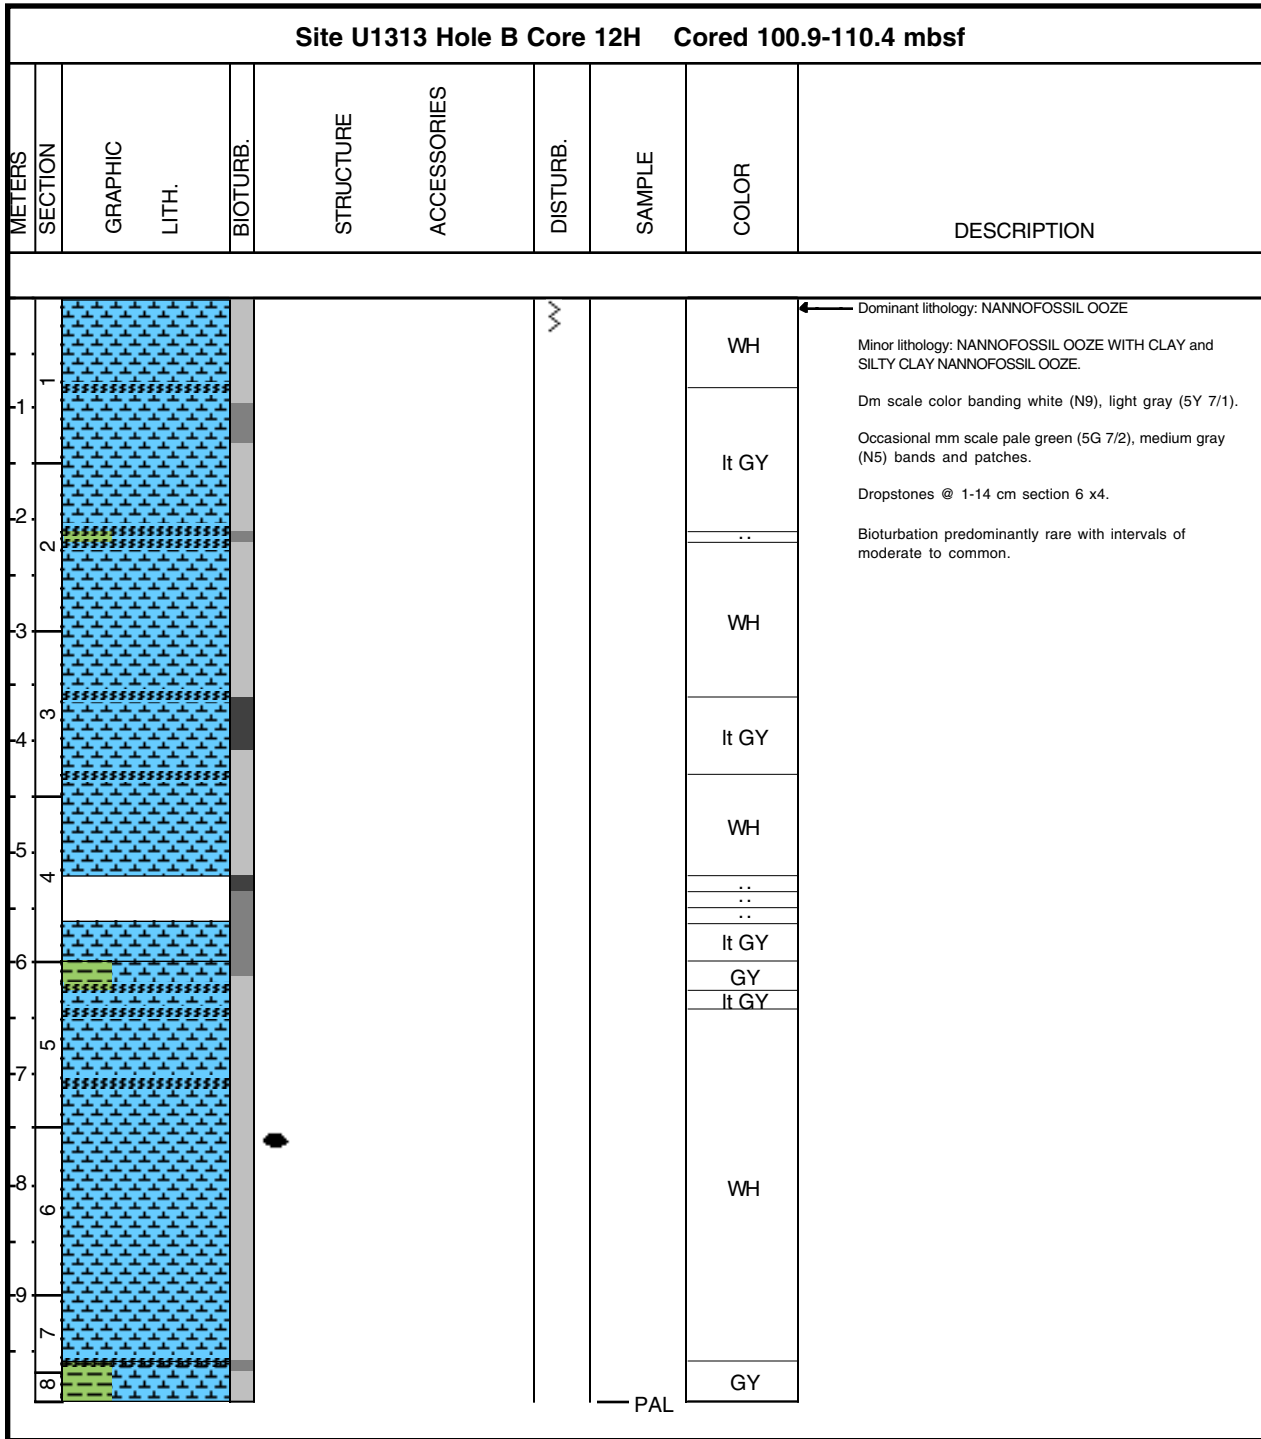 Site U1313 Hole B Core 12H    Cored 100.9-110.4 mbsf
METERS
SECTION
GRAPHIC
LITH.
BIOTURB.
STRUCTURE
ACCESSORIES
DISTURB.
SAMPLE
COLOR
DESCRIPTION
1
2
3
4
5
6
7
8
9
1
2
3
4
5
6
7
8
WH
lt GY
..
WH
lt GY
WH
..
..
..
lt GY
GY
lt GY
WH
GY
PAL
Dominant lithology: NANNOFOSSIL OOZE
Minor lithology: NANNOFOSSIL OOZE WITH CLAY and
SILTY CLAY NANNOFOSSIL OOZE.
Dm scale color banding white (N9), light gray (5Y 7/1).
Occasional mm scale pale green (5G 7/2), medium gray
(N5) bands and patches.
Dropstones @ 1-14 cm section 6 x4.
Bioturbation predominantly rare with intervals of
moderate to common.